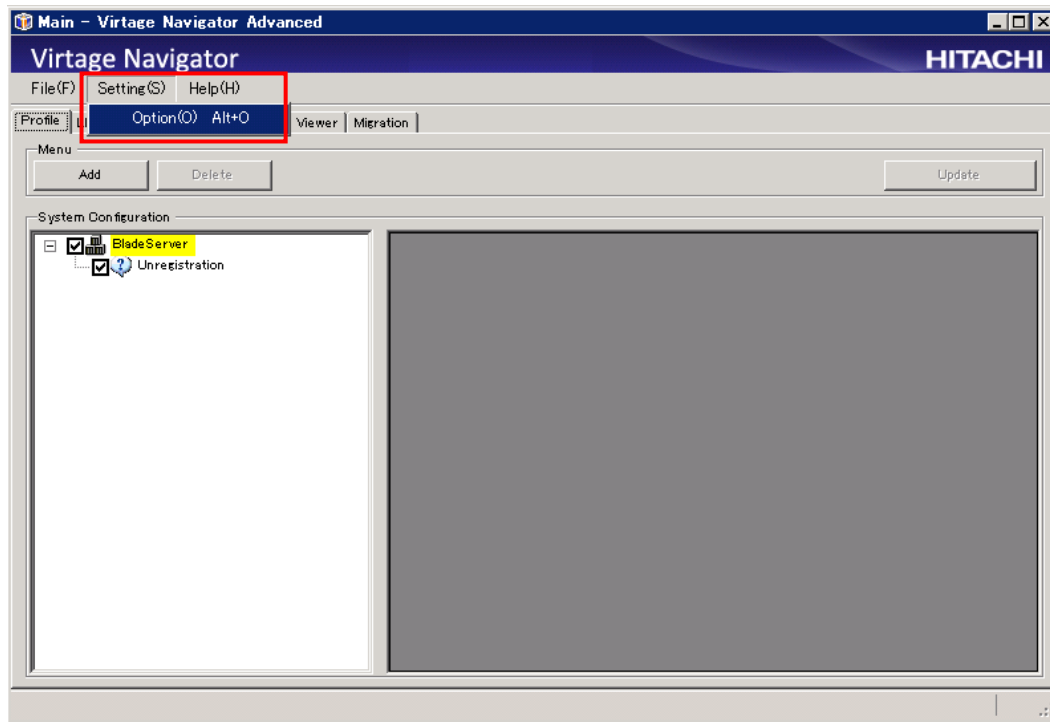 Main - Virtage Navigator Advanced
Virtage Navigator
HITACHI
File(F) Setting(S) Help(H)
Option(O) Alt+O
Profile Viewer Migration
Menu
Add Delete Update
System Configuration
BladeServer
Unregistration